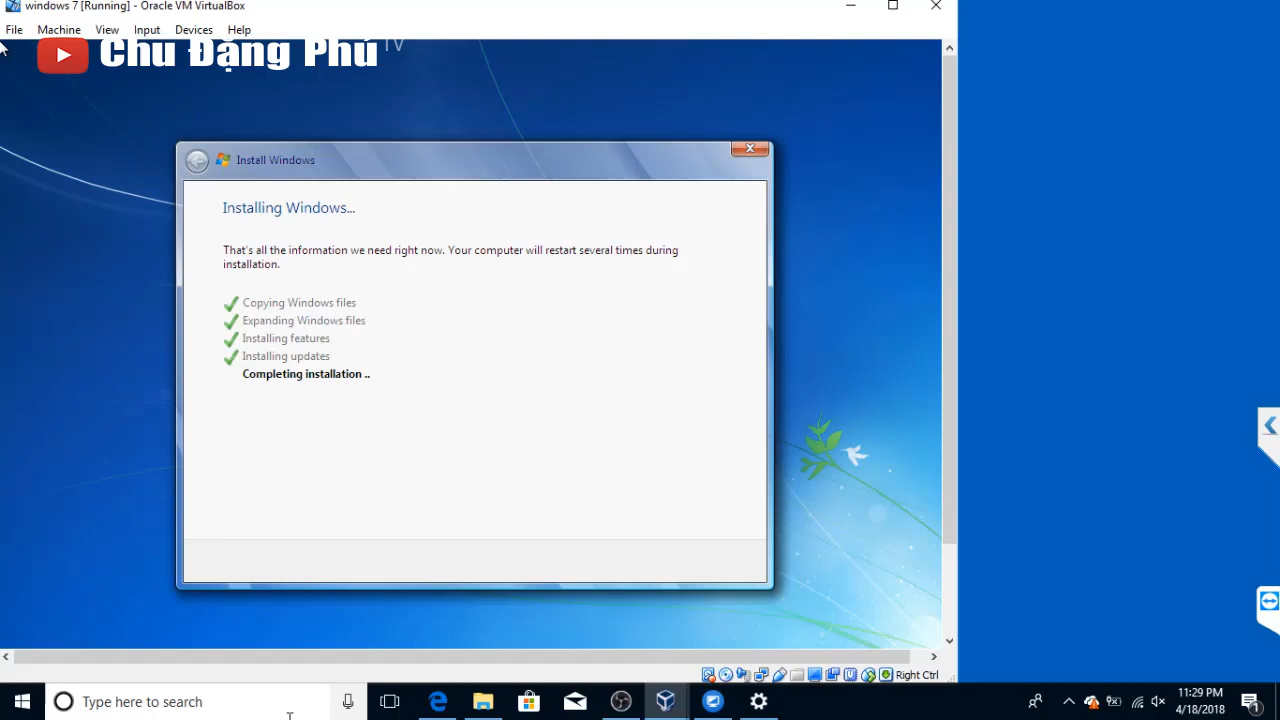 windows 7 [Running] - Oracle VM VirtualBox
File Machine View Input Devices Help
Chu Đặng Phú TV
Install Windows
Installing Windows...
That's all the information we need right now. Your computer will restart several times during
installation.
Copying Windows files
Expanding Windows files
Installing features
Installing updates
Completing installation ..
Right Ctrl
Type here to search
11:29 PM
4/18/2018
1